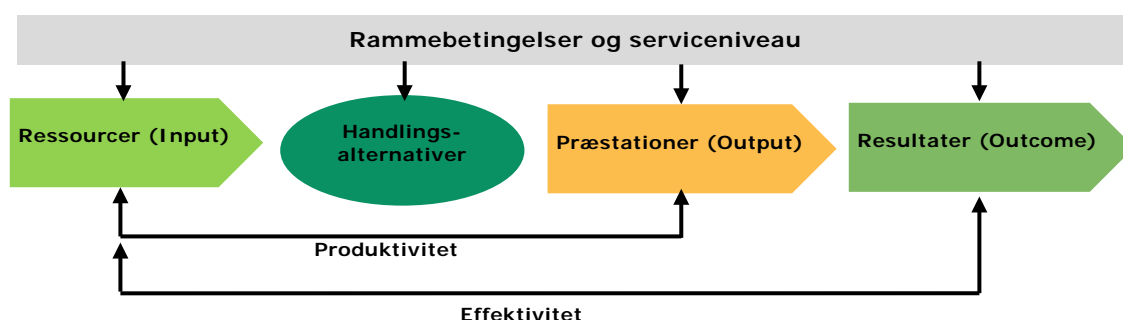 Rammebetingelser og serviceniveau
Ressourcer (Input)
Handlings-
alternativer
Præstationer (Output)
Resultater (Outcome)
Produktivitet
Effektivitet